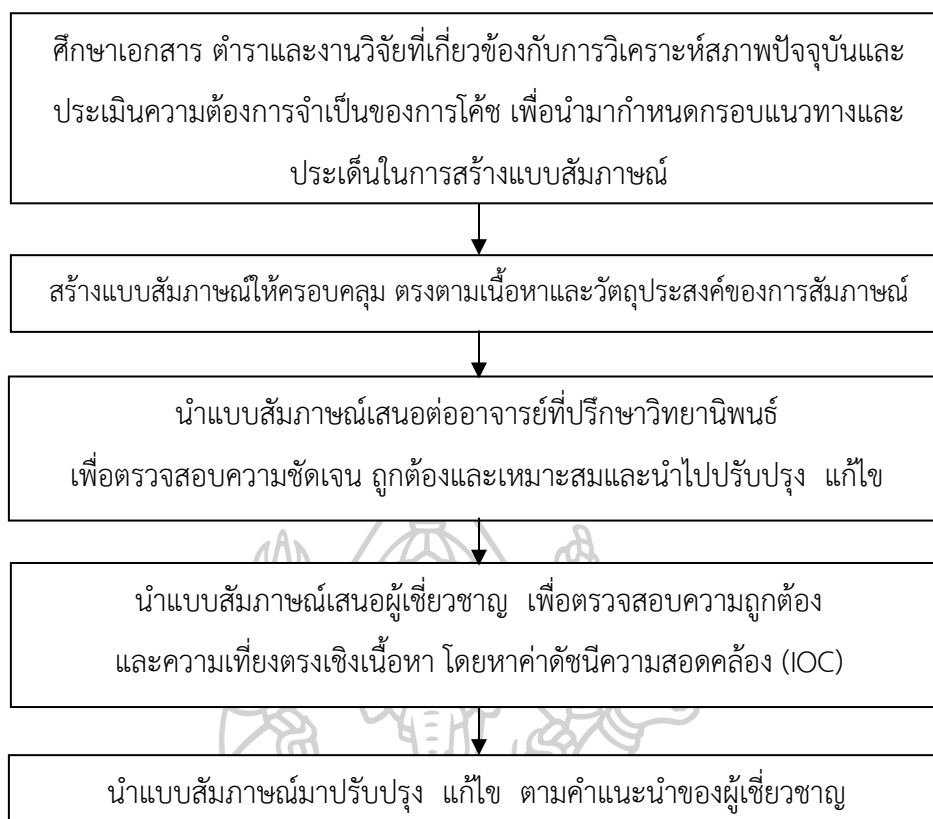 ศึกษาเอกสาร ตำราและงานวิจัยที่เกี่ยวข้องกับการวิเคราะห์สภาพปัจจุบันและ
ประเมินความต้องการจำเป็นของการโค้ช เพื่อนำมากำหนดกรอบแนวทางและ
ประเด็นในการสร้างแบบสัมภาษณ์
สร้างแบบสัมภาษณ์ให้ครอบคลุม ตรงตามเนื้อหาและวัตถุประสงค์ของการสัมภาษณ์
นำแบบสัมภาษณ์เสนอต่ออาจารย์ที่ปรึกษาวิทยานิพนธ์
เพื่อตรวจสอบความชัดเจน ถูกต้องและเหมาะสมและนำไปปรับปรุง แก้ไข
นำแบบสัมภาษณ์เสนอผู้เชี่ยวชาญ เพื่อตรวจสอบความถูกต้อง
และความเที่ยงตรงเชิงเนื้อหา โดยหาค่าดัชนีความสอดคล้อง (IOC)
นำแบบสัมภาษณ์มาปรับปรุง แก้ไข ตามคำแนะนำของผู้เชี่ยวชาญ